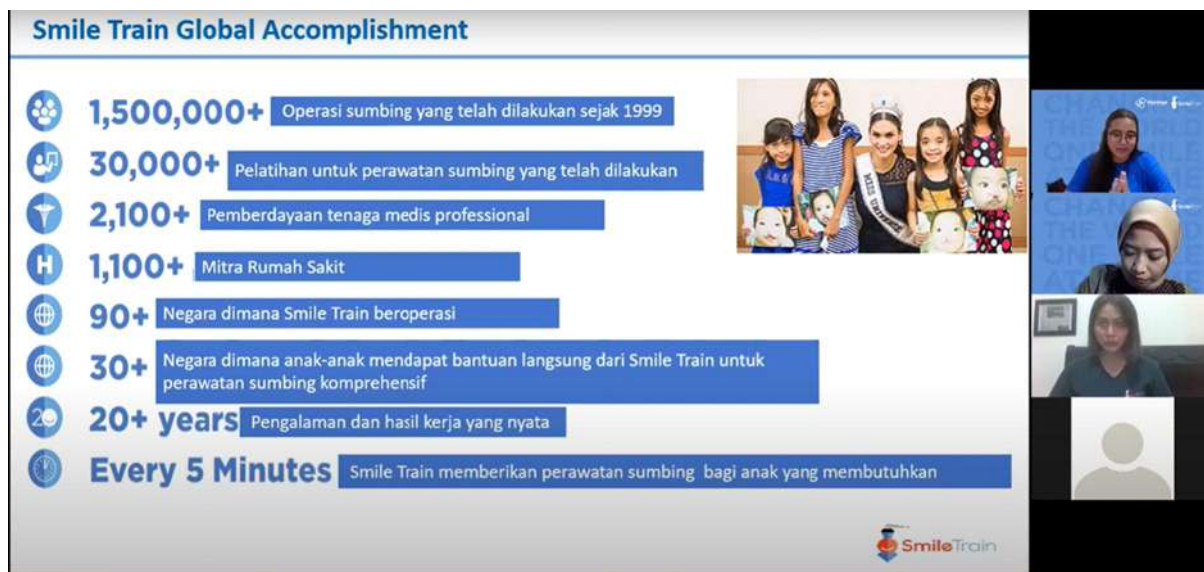 Smile Train Global Accomplishment
1,500,000+ Operasi sumbing yang telah dilakukan sejak 1999
30,000+ Pelatihan untuk perawatan sumbing yang telah dilakukan
2,100+ Pemberdayaan tenaga medis professional
H 1,100+ Mitra Rumah Sakit
90+ Negara dimana Smile Train beroperasi
30+ Negara dimana anak-anak mendapat bantuan langsung dari Smile Train untuk
perawatan sumbing komprehensif
20 20+ years Pengalaman dan hasil kerja yang nyata
Every 5 Minutes Smile Train memberikan perawatan sumbing bagi anak yang membutuhkan
MISS UNIVERSE
SmileTrain